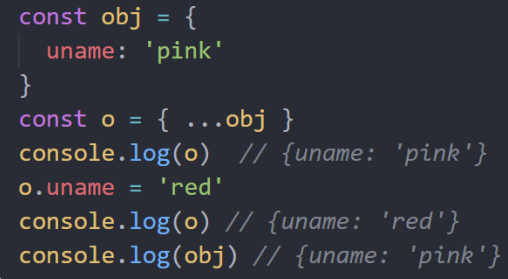 const obj = {
  uname: 'pink'
}
const o = { ...obj }
console.log(o)  // {uname: 'pink'}
o.uname = 'red'
console.log(o) // {uname: 'red'}
console.log(obj) // {uname: 'pink'}